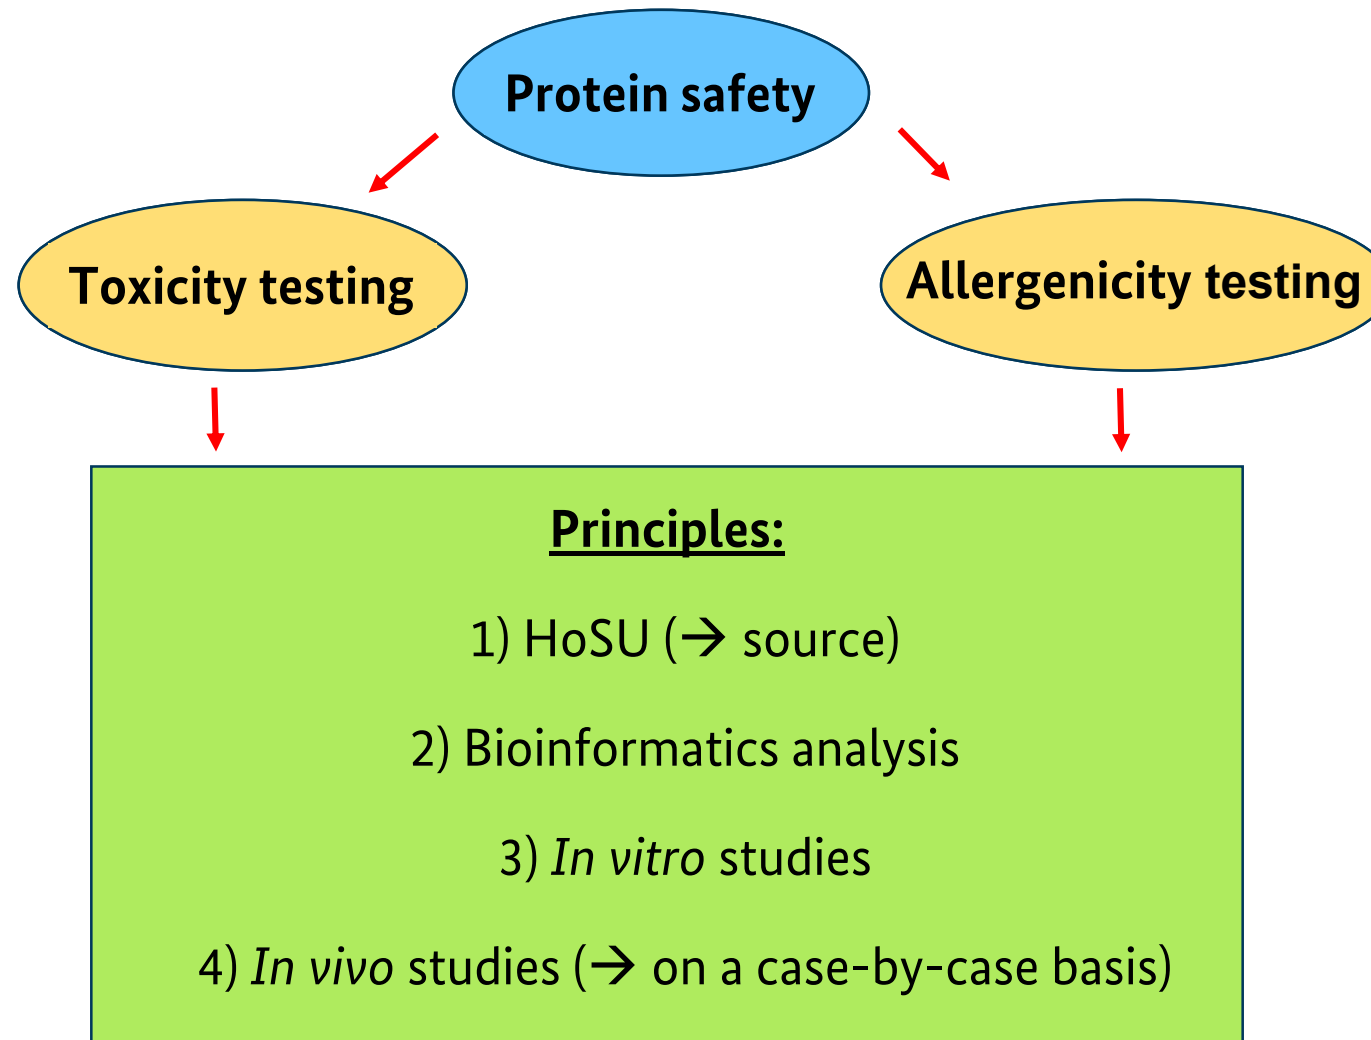 Protein safety
Toxicity testing
Allergenicity testing
Principles:
1) HoSU (→ source)
2) Bioinformatics analysis
3) In vitro studies
4) In vivo studies (→ on a case-by-case basis)